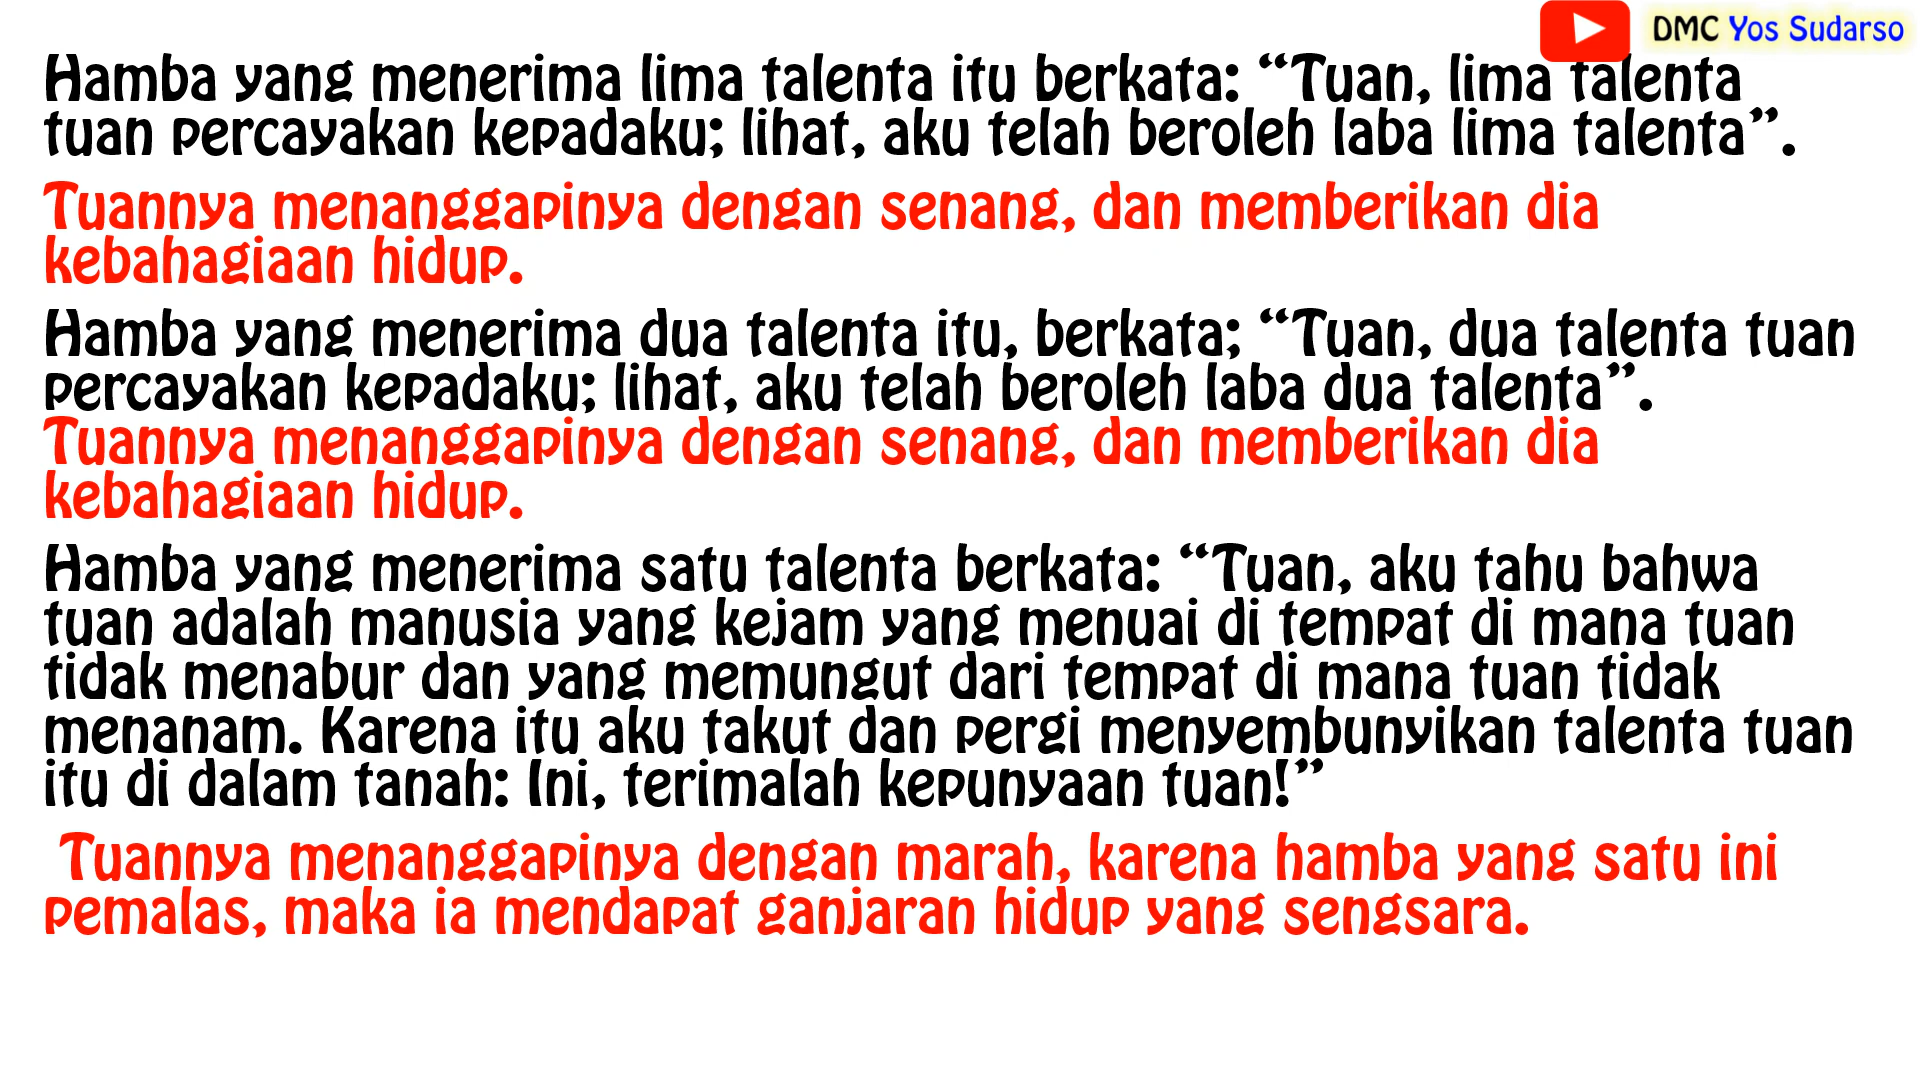 DMC Yos Sudarso
Hamba yang menerima lima talenta itu berkata: “Tuan, lima talenta
tuan percayakan kepadaku; lihat, aku telah beroleh laba lima talenta”.
Tuannya menanggapinya dengan senang, dan memberikan dia
kebahagiaan hidup.
Hamba yang menerima dua talenta itu, berkata; “Tuan, dua talenta tuan
percayakan kepadaku; lihat, aku telah beroleh laba dua talenta”.
Tuannya menanggapinya dengan senang, dan memberikan dia
kebahagiaan hidup.
Hamba yang menerima satu talenta berkata: “Tuan, aku tahu bahwa
tuan adalah manusia yang kejam yang menuai di tempat di mana tuan
tidak menabur dan yang memungut dari tempat di mana tuan tidak
menanam. Karena itu aku takut dan pergi menyembunyikan talenta tuan
itu di dalam tanah: Ini, terimalah kepunyaan tuan!”
Tuannya menanggapinya dengan marah, karena hamba yang satu ini
pemalas, maka ia mendapat ganjaran hidup yang sengsara.